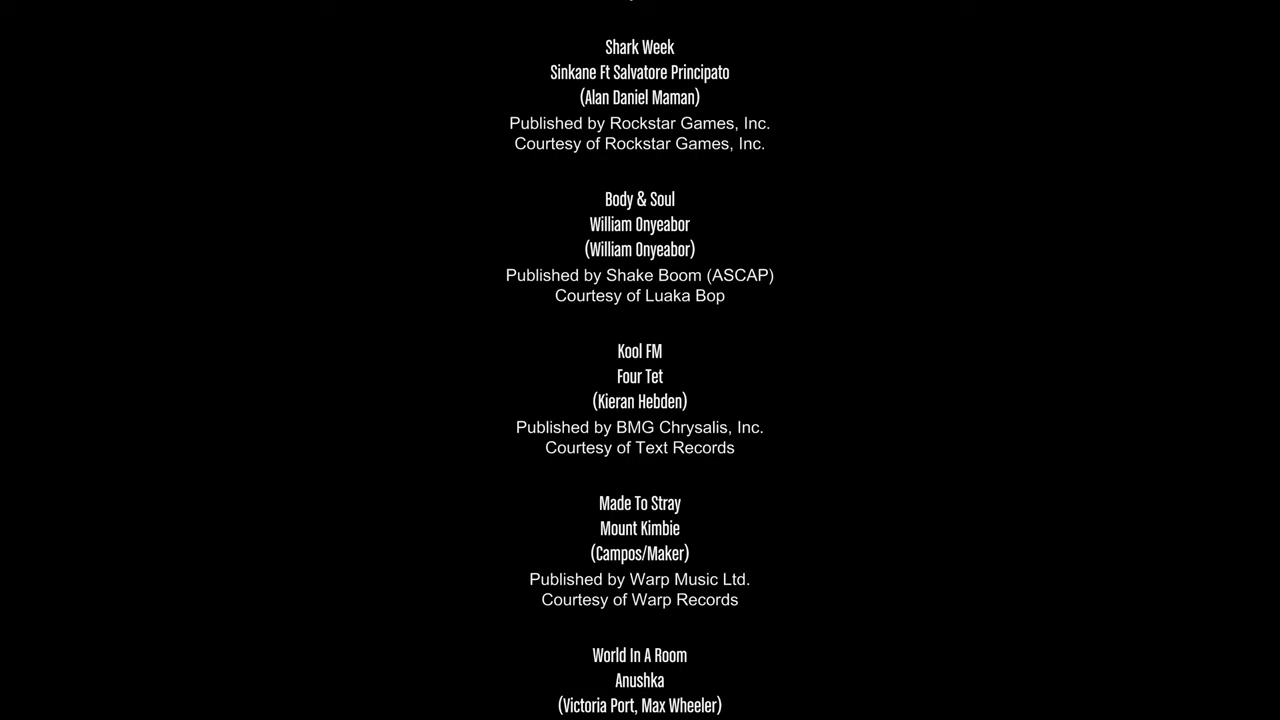 Shark Week
Sinkane Ft Salvatore Principato
(Alan Daniel Maman)
Published by Rockstar Games, Inc.
Courtesy of Rockstar Games, Inc.
Body & Soul
William Onyeabor
(William Onyeabor)
Published by Shake Boom (ASCAP)
Courtesy of Luaka Bop
Kool FM
Four Tet
(Kieran Hebden)
Published by BMG Chrysalis, Inc.
Courtesy of Text Records
Made To Stray
Mount Kimbie
(Campos/Maker)
Published by Warp Music Ltd.
Courtesy of Warp Records
World In A Room
Anushka
(Victoria Port, Max Wheeler)